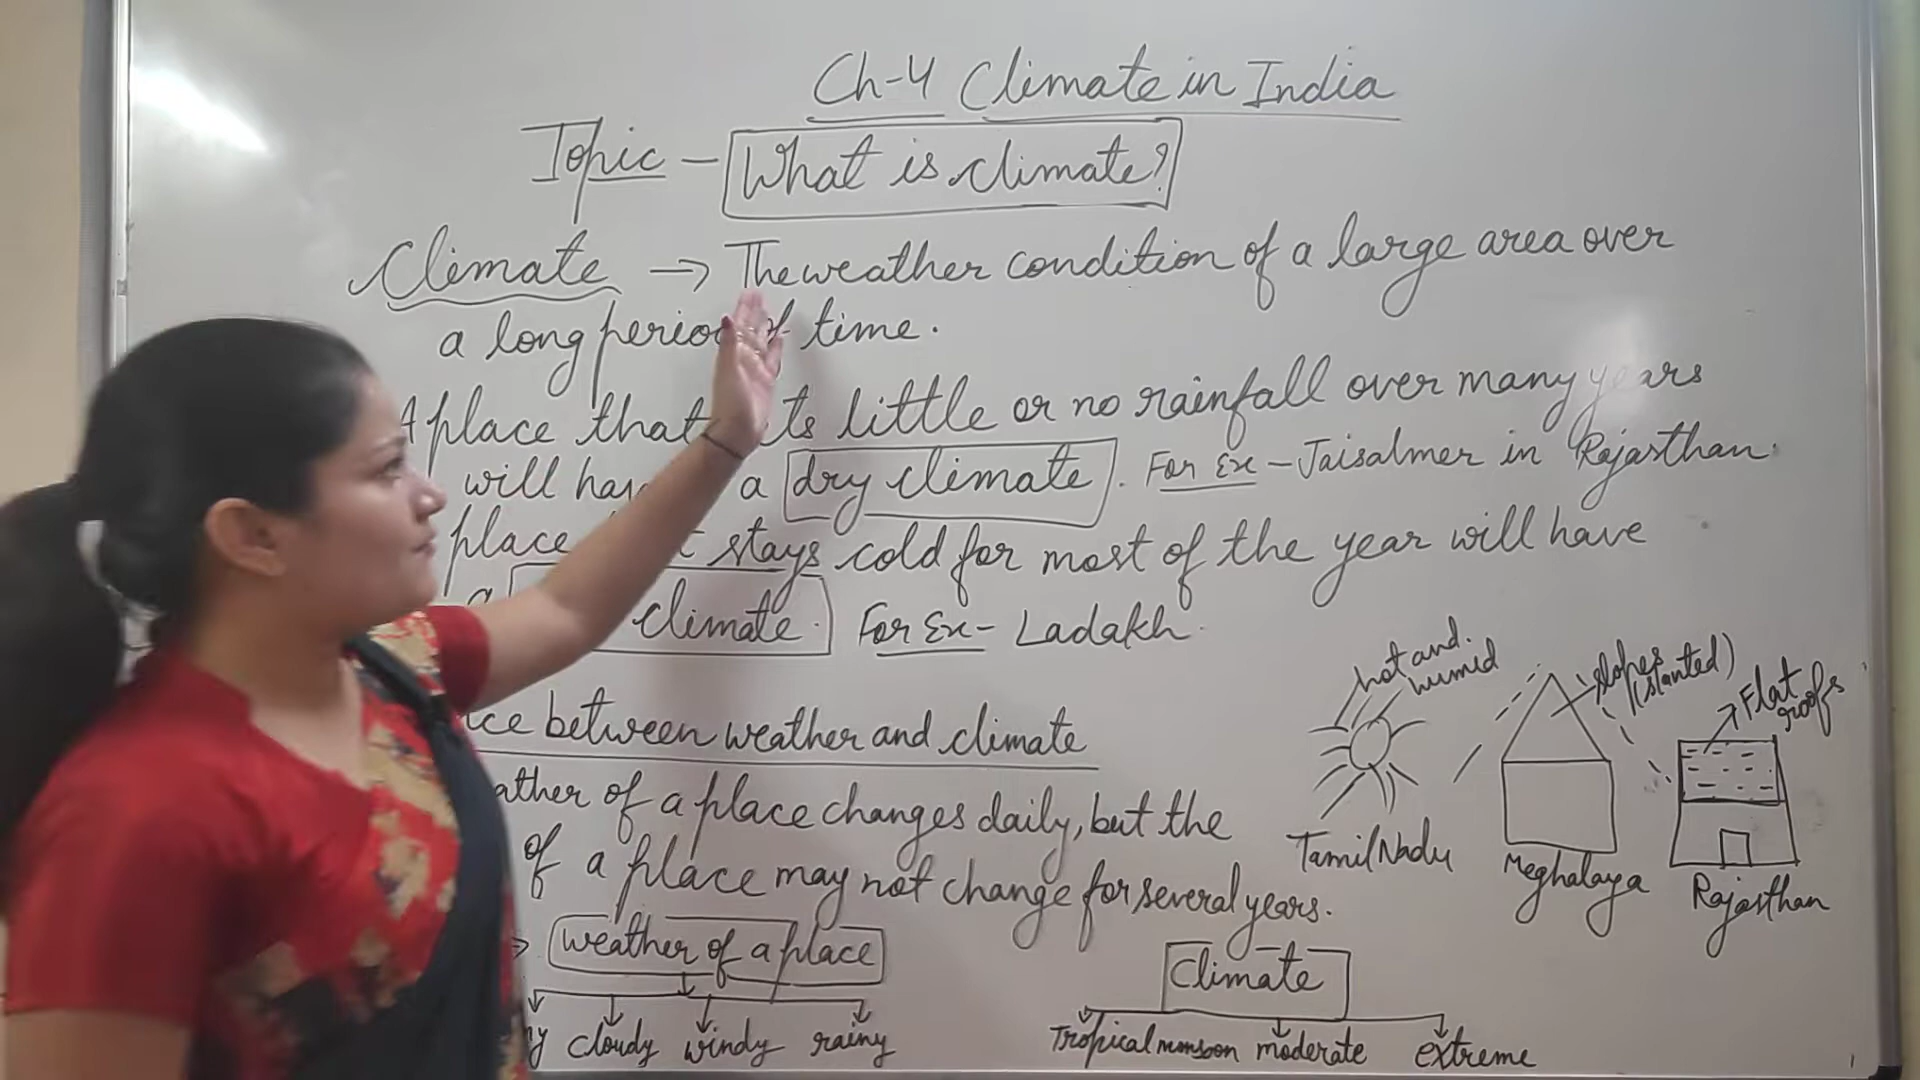 Ch-4 Climate in India
Topic - What is climate?
Climate → The weather condition of a large area over
a long period of time.
A place that little or no rainfall over many years
will a dry climate. For Ex - Jaisalmer in Rajasthan.
place stays cold for most of the year will have
a climate. For Ex - Ladakh.
between weather and climate
of a place changes daily, but the
of a place may not change for several years.
→ weather of a place
cloudy windy rainy
Climate
Tropical monsoon moderate extreme
hot and humid
Tamil Nadu
slopes (slanted)
Meghalaya
Flat roofs
Rajasthan